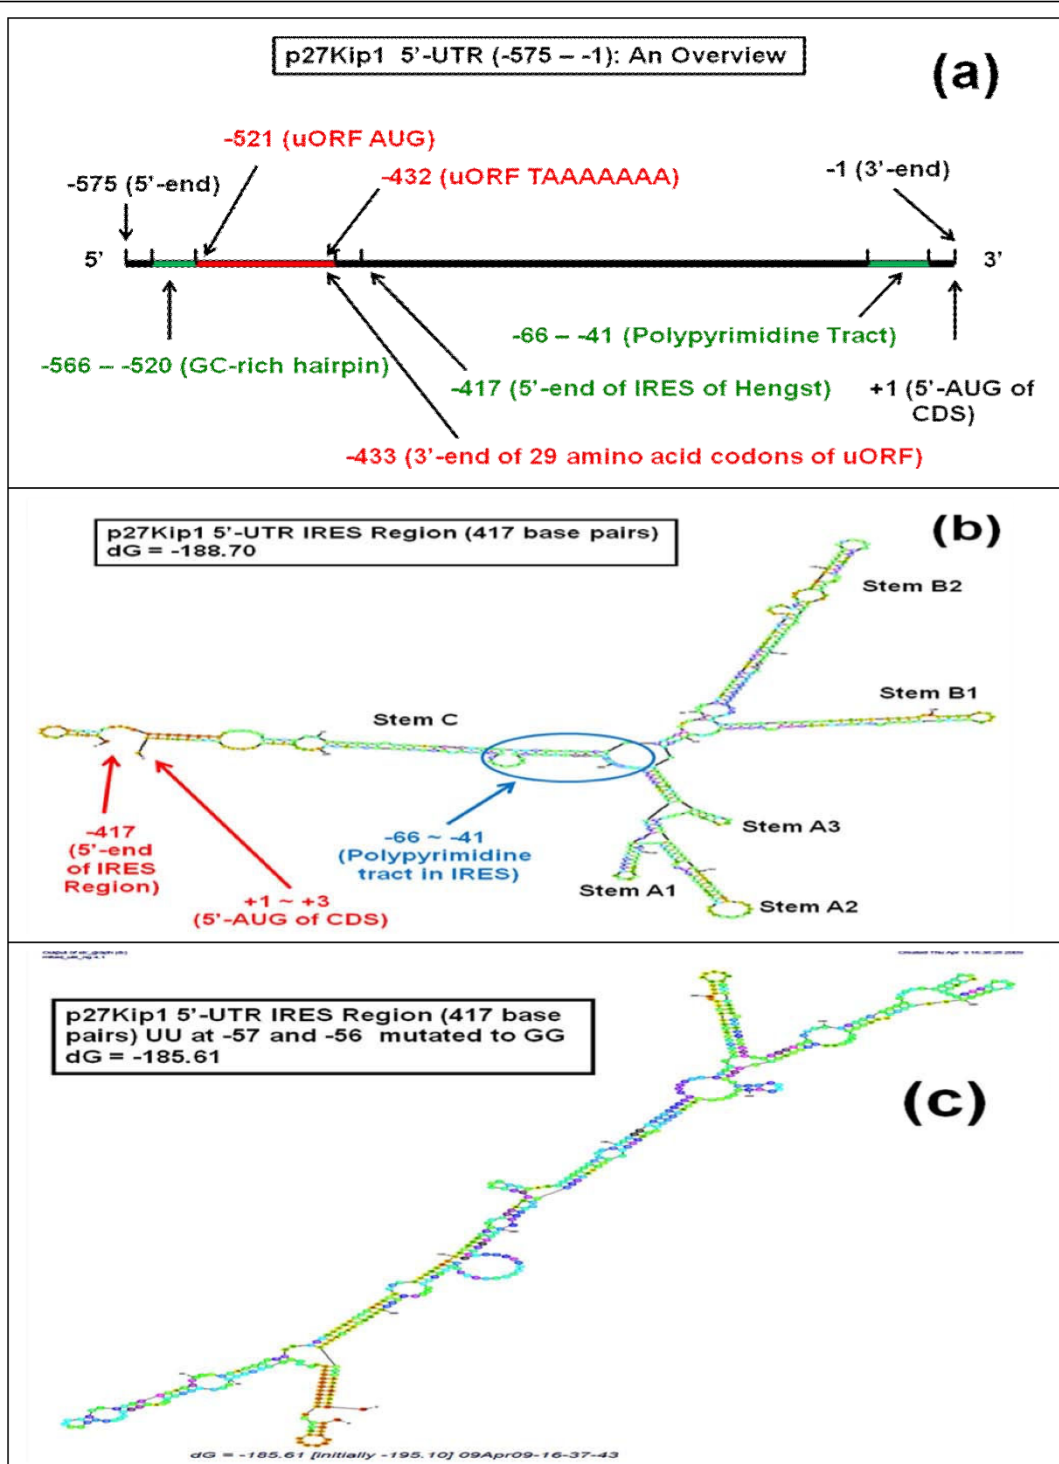 p27Kip1 5'-UTR (-575 – -1): An Overview
(a)
-521 (uORF AUG)
-432 (uORF TAAAAAAA)
-575 (5'-end)
-1 (3'-end)
5'
3'
-66 – -41 (Polypyrimidine Tract)
-566 – -520 (GC-rich hairpin)
-417 (5'-end of IRES of Hengst)
+1 (5'-AUG of
CDS)
-433 (3'-end of 29 amino acid codons of uORF)
p27Kip1 5'-UTR IRES Region (417 base pairs)
dG = -188.70
(b)
Stem B2
Stem B1
Stem C
-417
(5'-end
of IRES
Region)
-66 ~ -41
(Polypyrimidine
tract in IRES)
+1 ~ +3
(5'-AUG of CDS)
Stem A3
Stem A1
Stem A2
p27Kip1 5'-UTR IRES Region (417 base
pairs) UU at -57 and -56 mutated to GG
dG = -185.61
(c)
dG = -185.61 [initially -195.10] 09Apr09-16-37-43